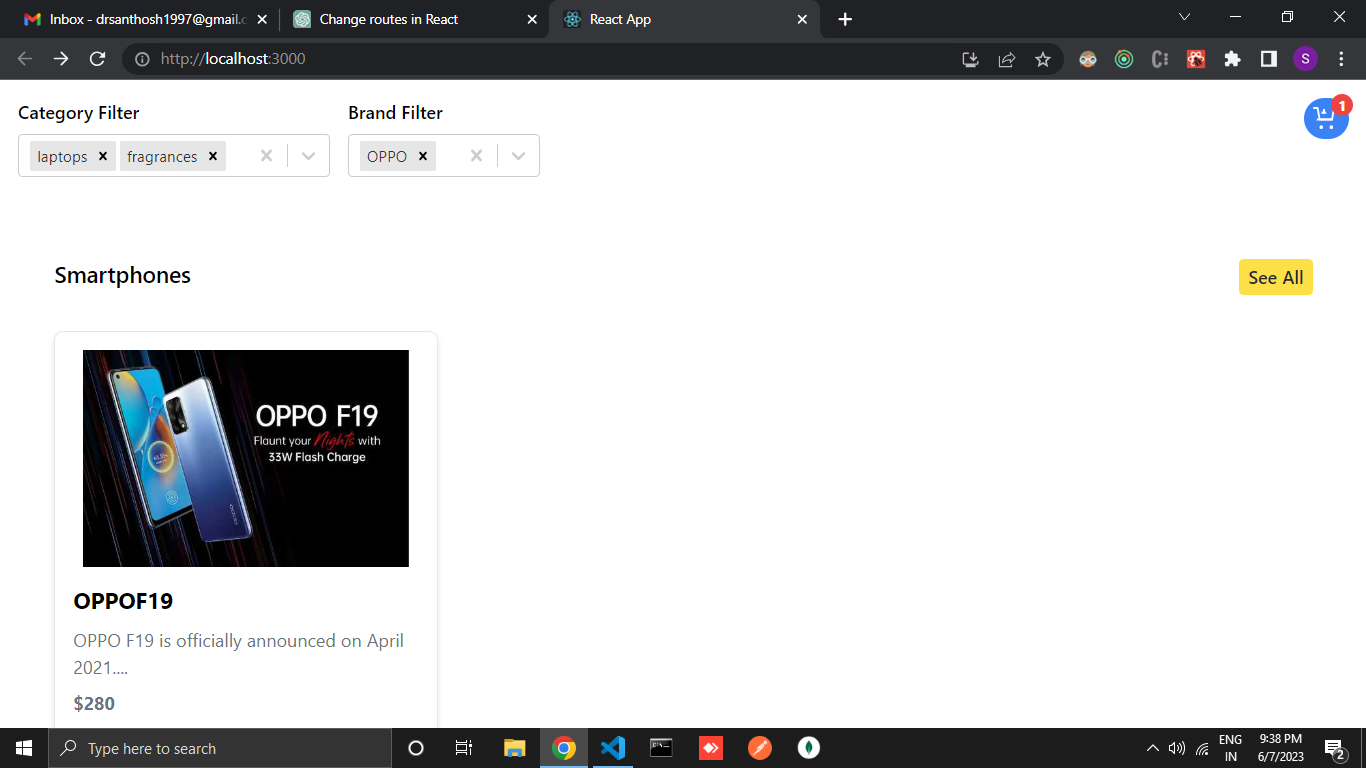 Inbox - drsanthosh1997@gmail.c
Change routes in React
React App
http://localhost:3000
S
Category Filter
Brand Filter
1
laptops
fragrances
OPPO
Smartphones
See All
OPPO F19
Flaunt your Nights with
33W Flash Charge
OPPOF19
OPPO F19 is officially announced on April
2021....
$280
Type here to search
ENG
IN
9:38 PM
6/7/2023
2